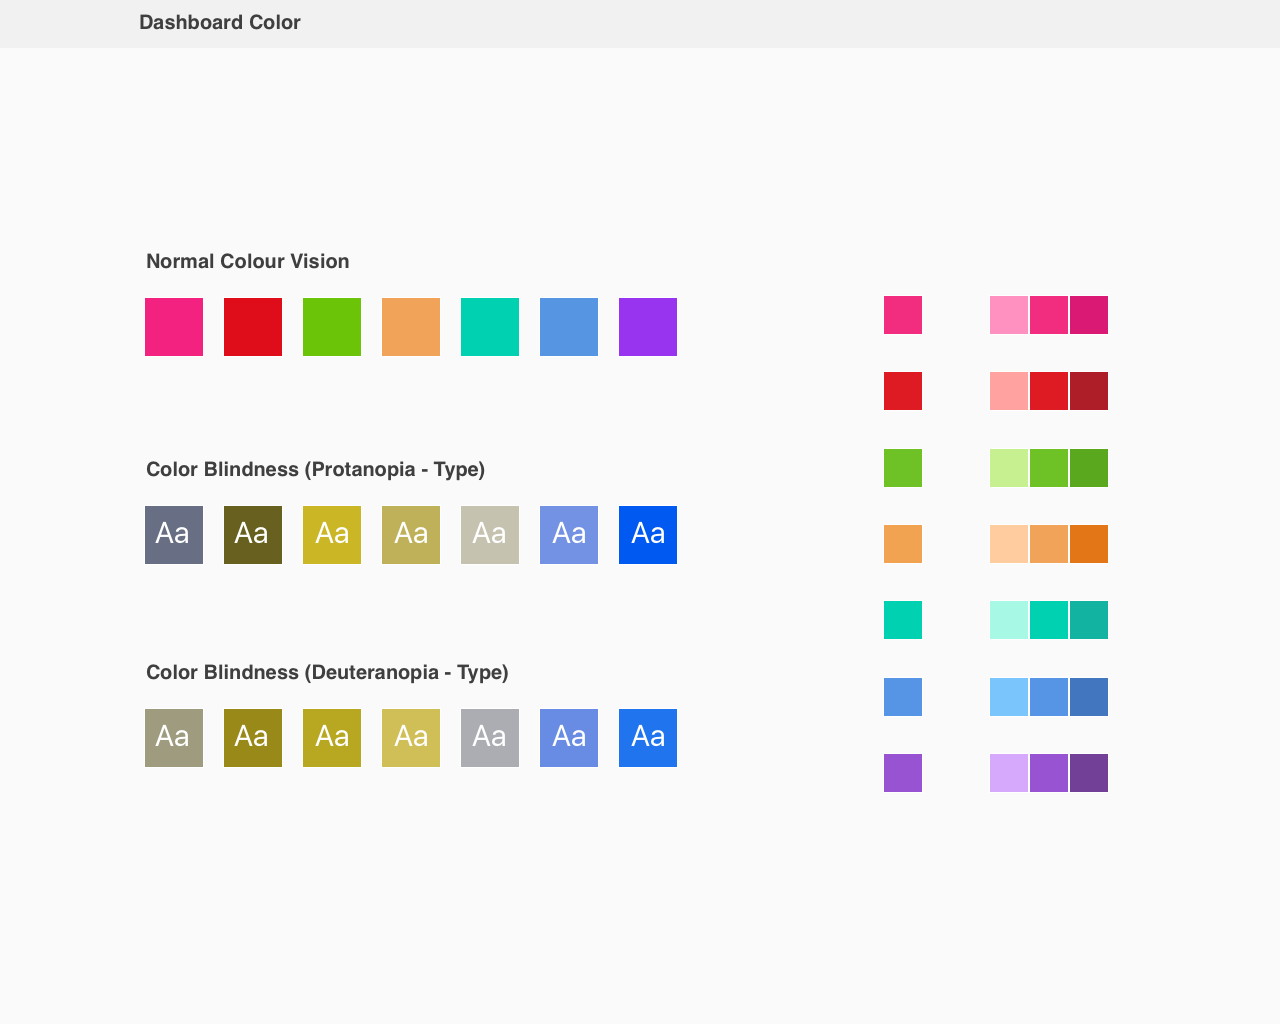 Dashboard Color
Normal Colour Vision
Color Blindness (Protanopia - Type)
Aa Aa Aa Aa Aa Aa Aa
Color Blindness (Deuteranopia - Type)
Aa Aa Aa Aa Aa Aa Aa